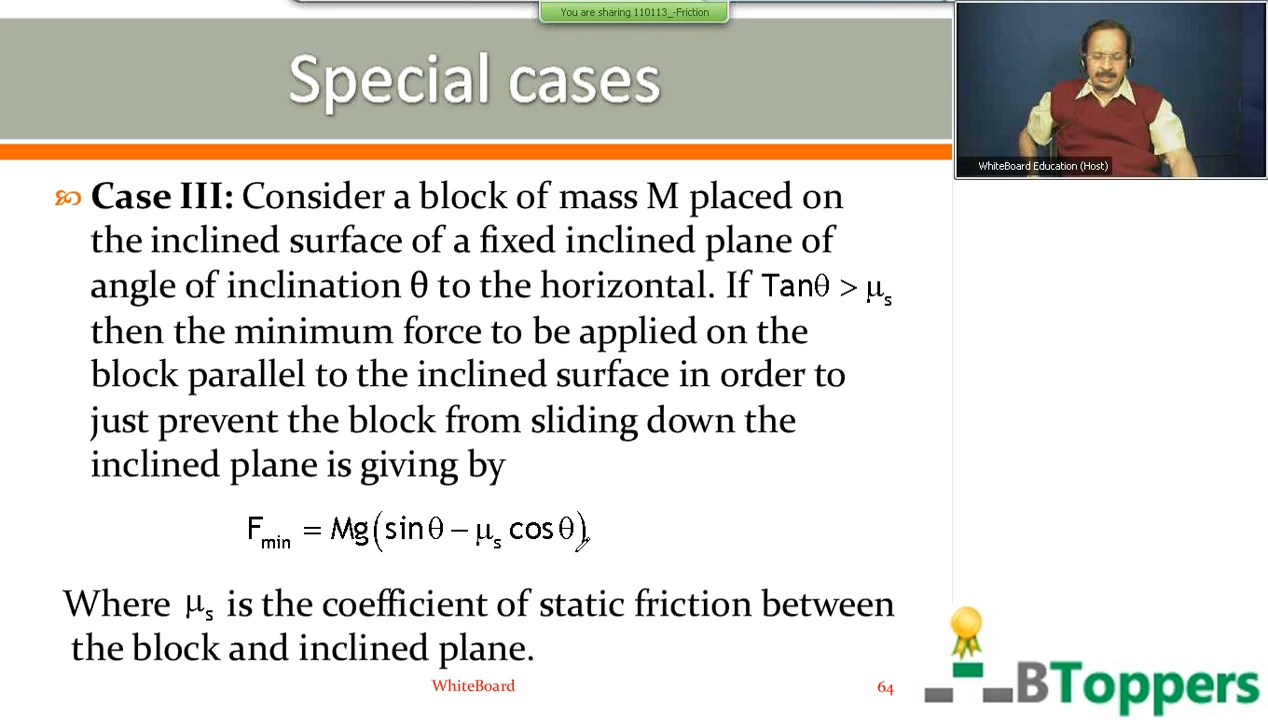 You are sharing 110113_-Friction
Special cases
WhiteBoard Education (Host)
Case III: Consider a block of mass M placed on
the inclined surface of a fixed inclined plane of
angle of inclination θ to the horizontal. If Tanθ > μs
then the minimum force to be applied on the
block parallel to the inclined surface in order to
just prevent the block from sliding down the
inclined plane is giving by
Fmin = Mg(sinθ − μs cosθ)
Where μs is the coefficient of static friction between
the block and inclined plane.
WhiteBoard
64
BToppers